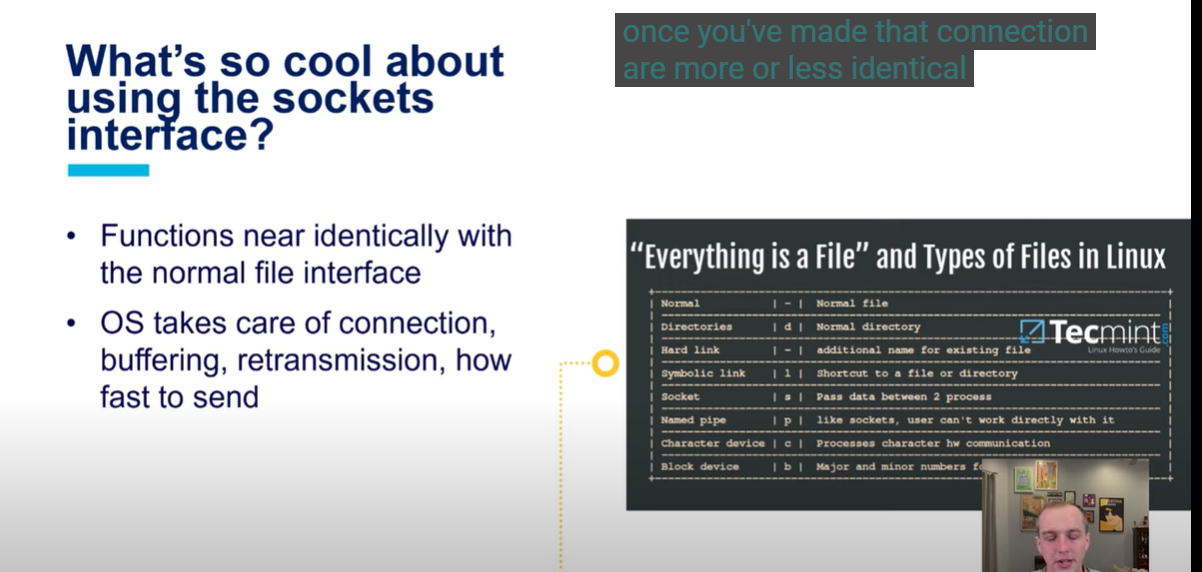 What's so cool about
using the sockets
interface?
once you've made that connection
are more or less identical
• Functions near identically with
the normal file interface
• OS takes care of connection,
buffering, retransmission, how
fast to send
“Everything is a File” and Types of Files in Linux
Normal | - | Normal file
Directories | d | Normal directory
Hard link | - | additional name for existing file
Symbolic link | l | Shortcut to a file or directory
Socket | s | Pass data between 2 process
Named pipe | p | like sockets, user can't work directly with it
Character device | c | Processes character hw communication
Block device | b | Major and minor numbers
Tecmint.com
Linux Howto's Guide